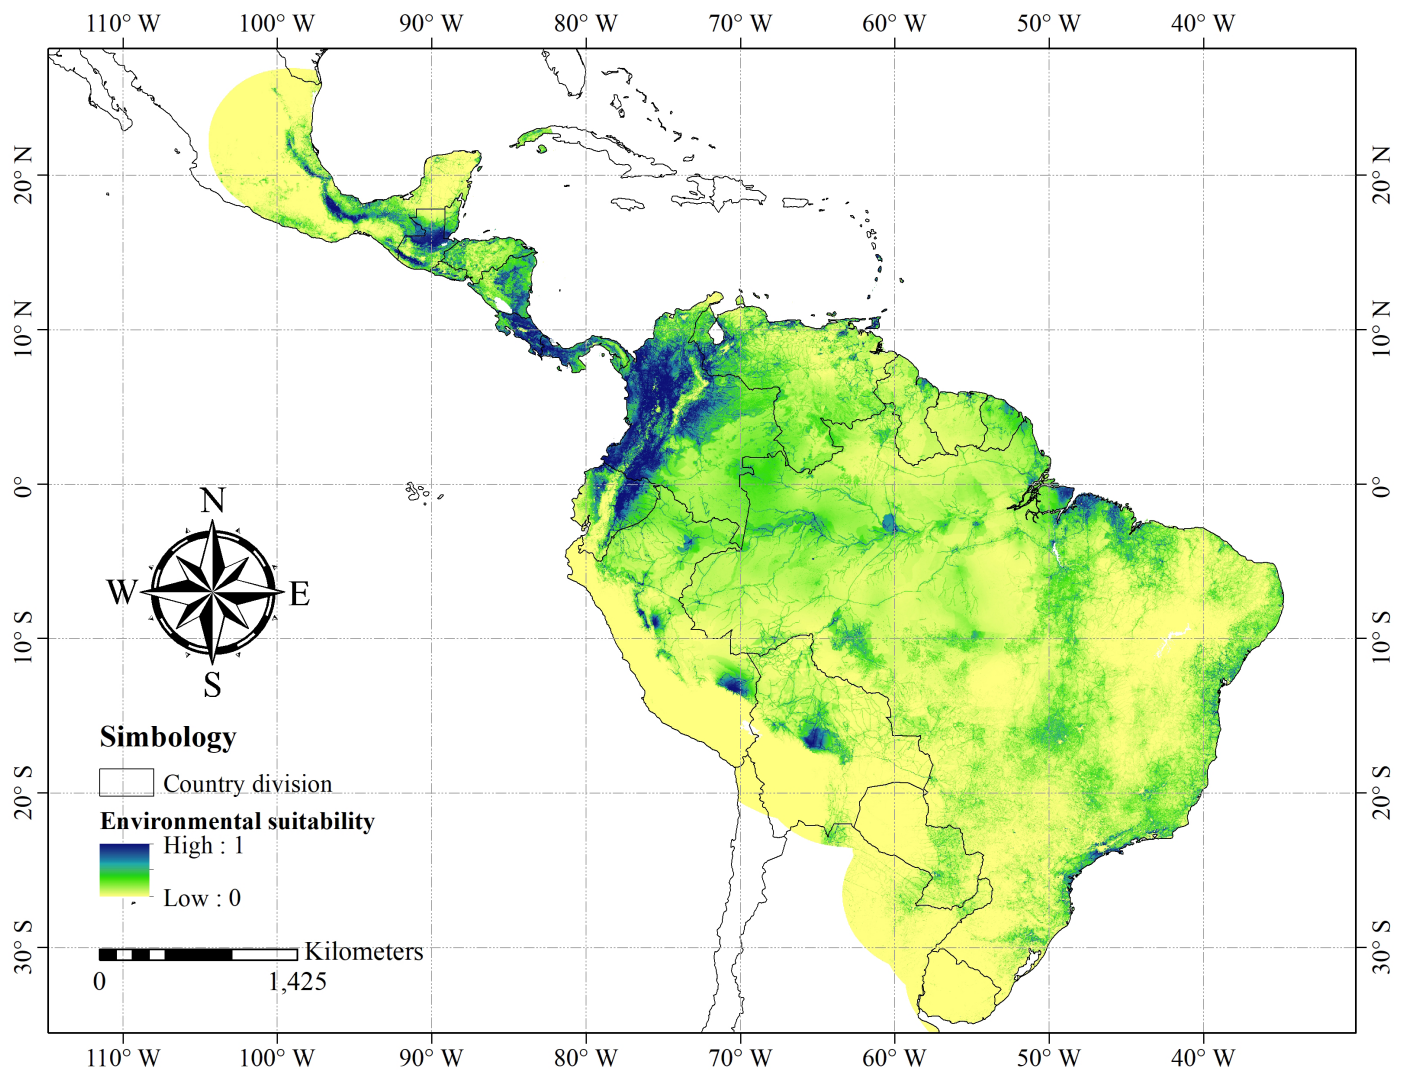 110° W 100° W 90° W 80° W 70° W 60° W 50° W 40° W
20° N 20° N
10° N 10° N
0° 0°
10° S 10° S
20° S 20° S
30° S 30° S
N
W E
S
Simbology
Country division
Environmental suitability
High : 1
Low : 0
Kilometers
0 1,425
110° W 100° W 90° W 80° W 70° W 60° W 50° W 40° W